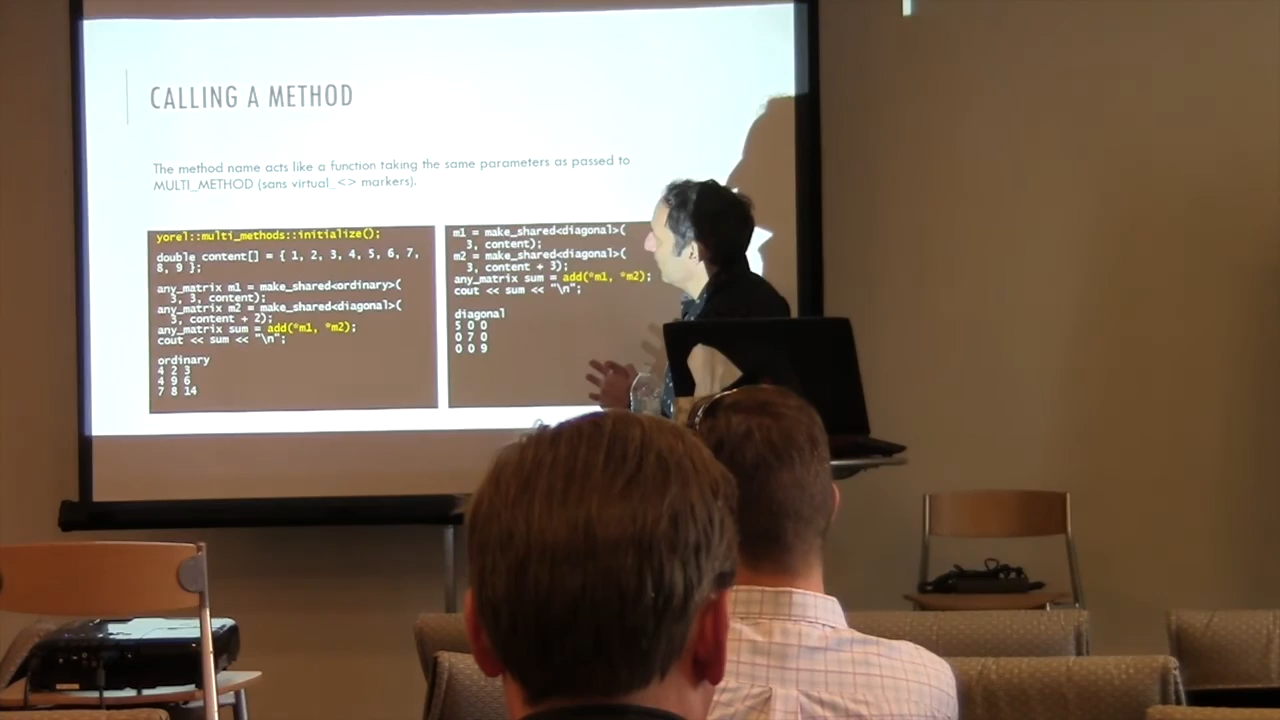 CALLING A METHOD
The method name acts like a function taking the same parameters as passed to
MULTI_METHOD (sans virtual_<> markers).
yorel::multi_methods::initialize();
double content[] = { 1, 2, 3, 4, 5, 6, 7,
8, 9 };
any_matrix m1 = make_shared<ordinary>(
3, 3, content);
any_matrix m2 = make_shared<diagonal>(
3, content + 2);
any_matrix sum = add(*m1, *m2);
cout << sum << "\n";
ordinary
4 2 3
4 9 6
7 8 14
m1 = make_shared<diagonal>(
3, content);
m2 = make_shared<diagonal>(
3, content + 3);
any_matrix sum = add(*m1, *m2);
cout << sum << "\n";
diagonal
5 0 0
0 7 0
0 0 9